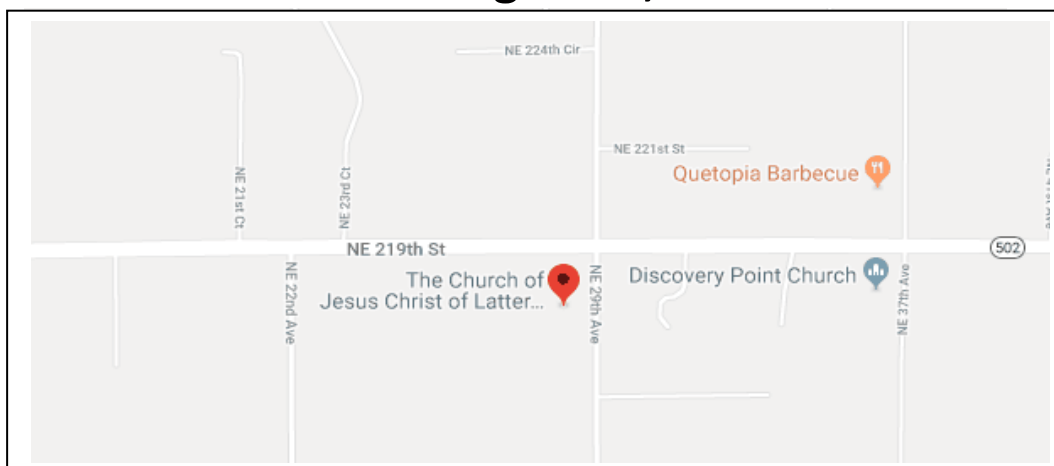 NE 224th Cir
NE 221st St
Quetopia Barbecue
NE 21st Ct
NE 23rd Ct
NE 219th St
502
The Church of
Jesus Christ of Latter...
Discovery Point Church
NE 22nd Ave
NE 29th Ave
NE 37th Ave